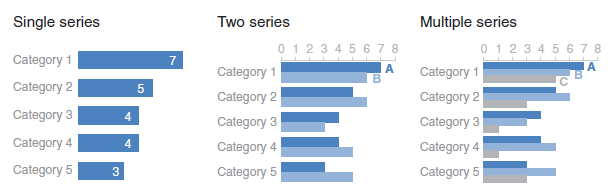 Single series
Category 1 7
Category 2 5
Category 3 4
Category 4 4
Category 5 3
Two series
0 1 2 3 4 5 6 7 8
Category 1 A
B
Category 2
Category 3
Category 4
Category 5
Multiple series
0 1 2 3 4 5 6 7 8
Category 1 A
B
C
Category 2
Category 3
Category 4
Category 5